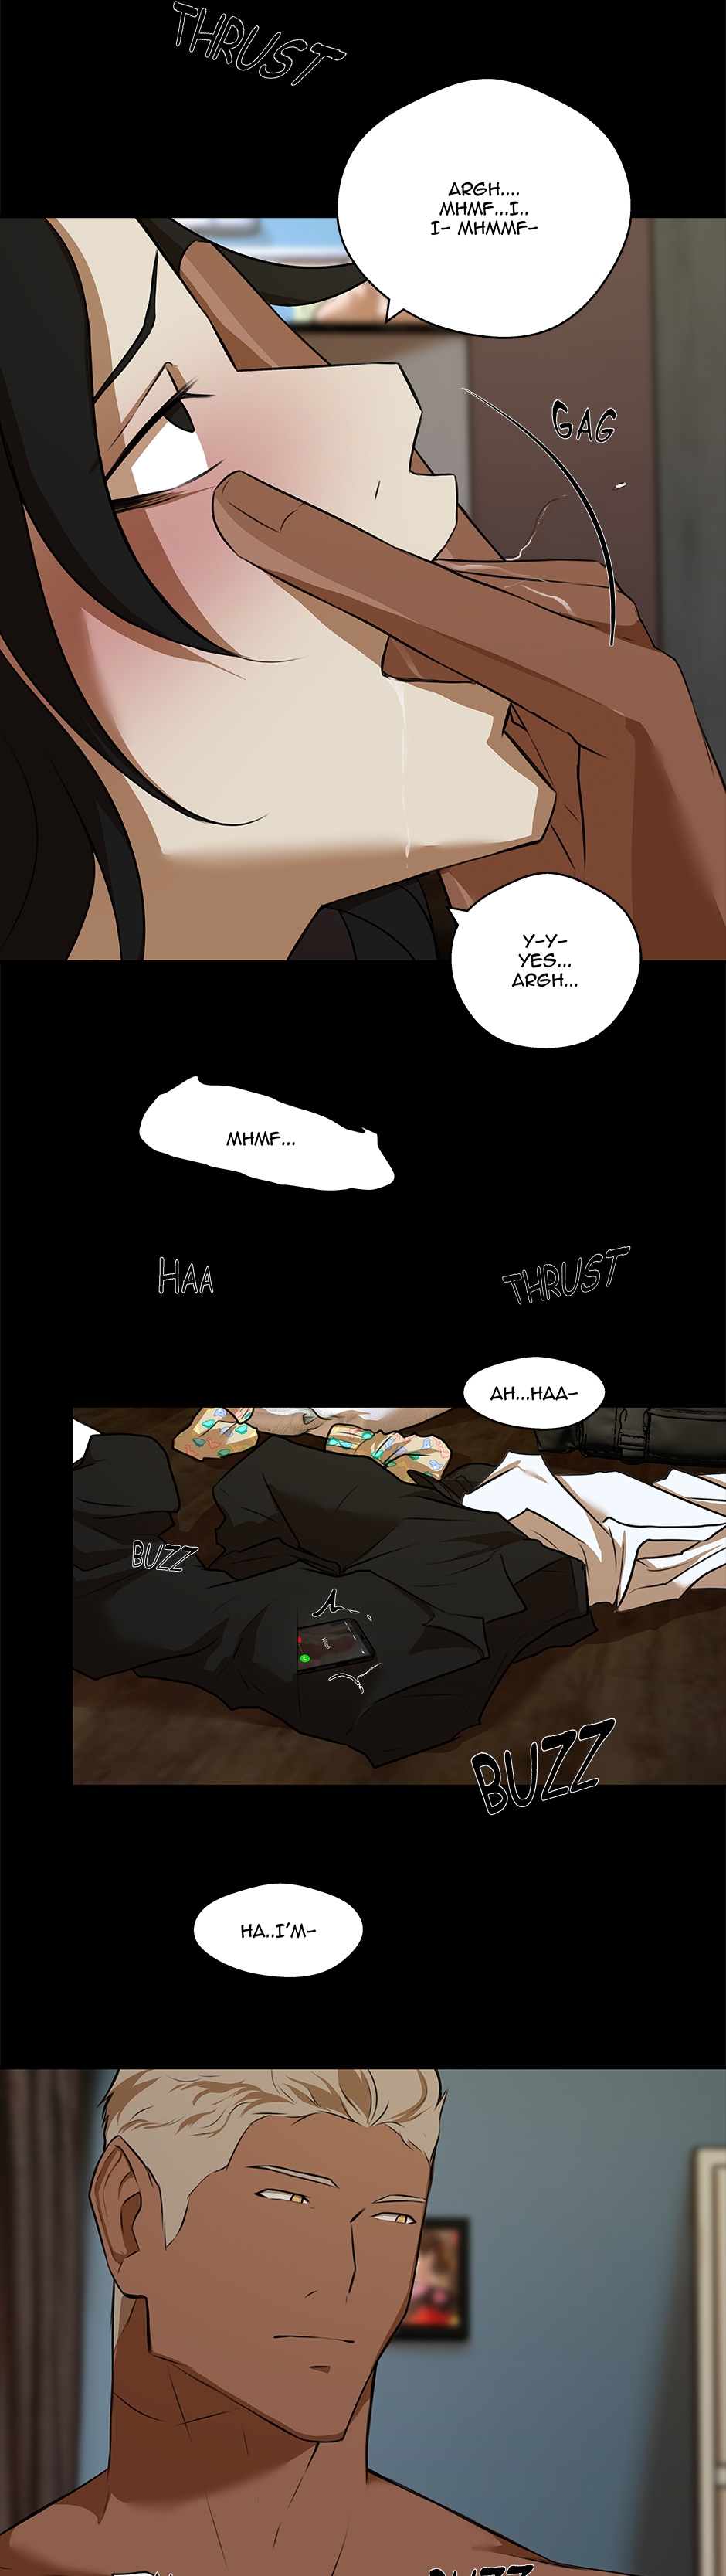 THRUST
ARGH....
MHMF...I..
I- MHMMF-
GAG
Y-Y-
YES...
ARGH...
MHMF...
HAA
THRUST
AH...HAA-
BUZZ
BUZZ
HA..I'M-